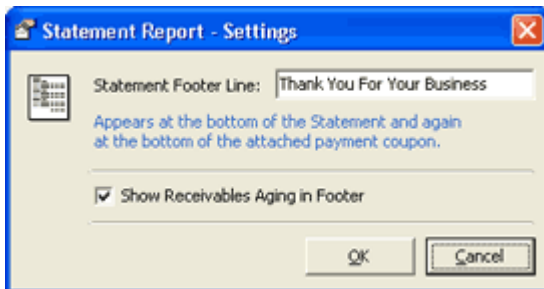 Statement Report - Settings
Statement Footer Line: Thank You For Your Business
Appears at the bottom of the Statement and again
at the bottom of the attached payment coupon.
Show Receivables Aging in Footer
OK Cancel